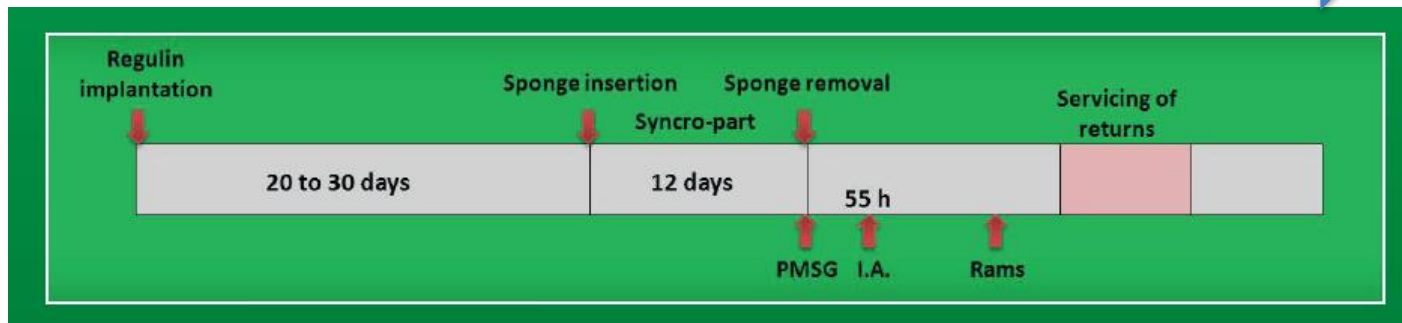 Regulin
implantation
Sponge insertion
Sponge removal
Syncro-part
Servicing of
returns
20 to 30 days
12 days
55 h
PMSG
I.A.
Rams